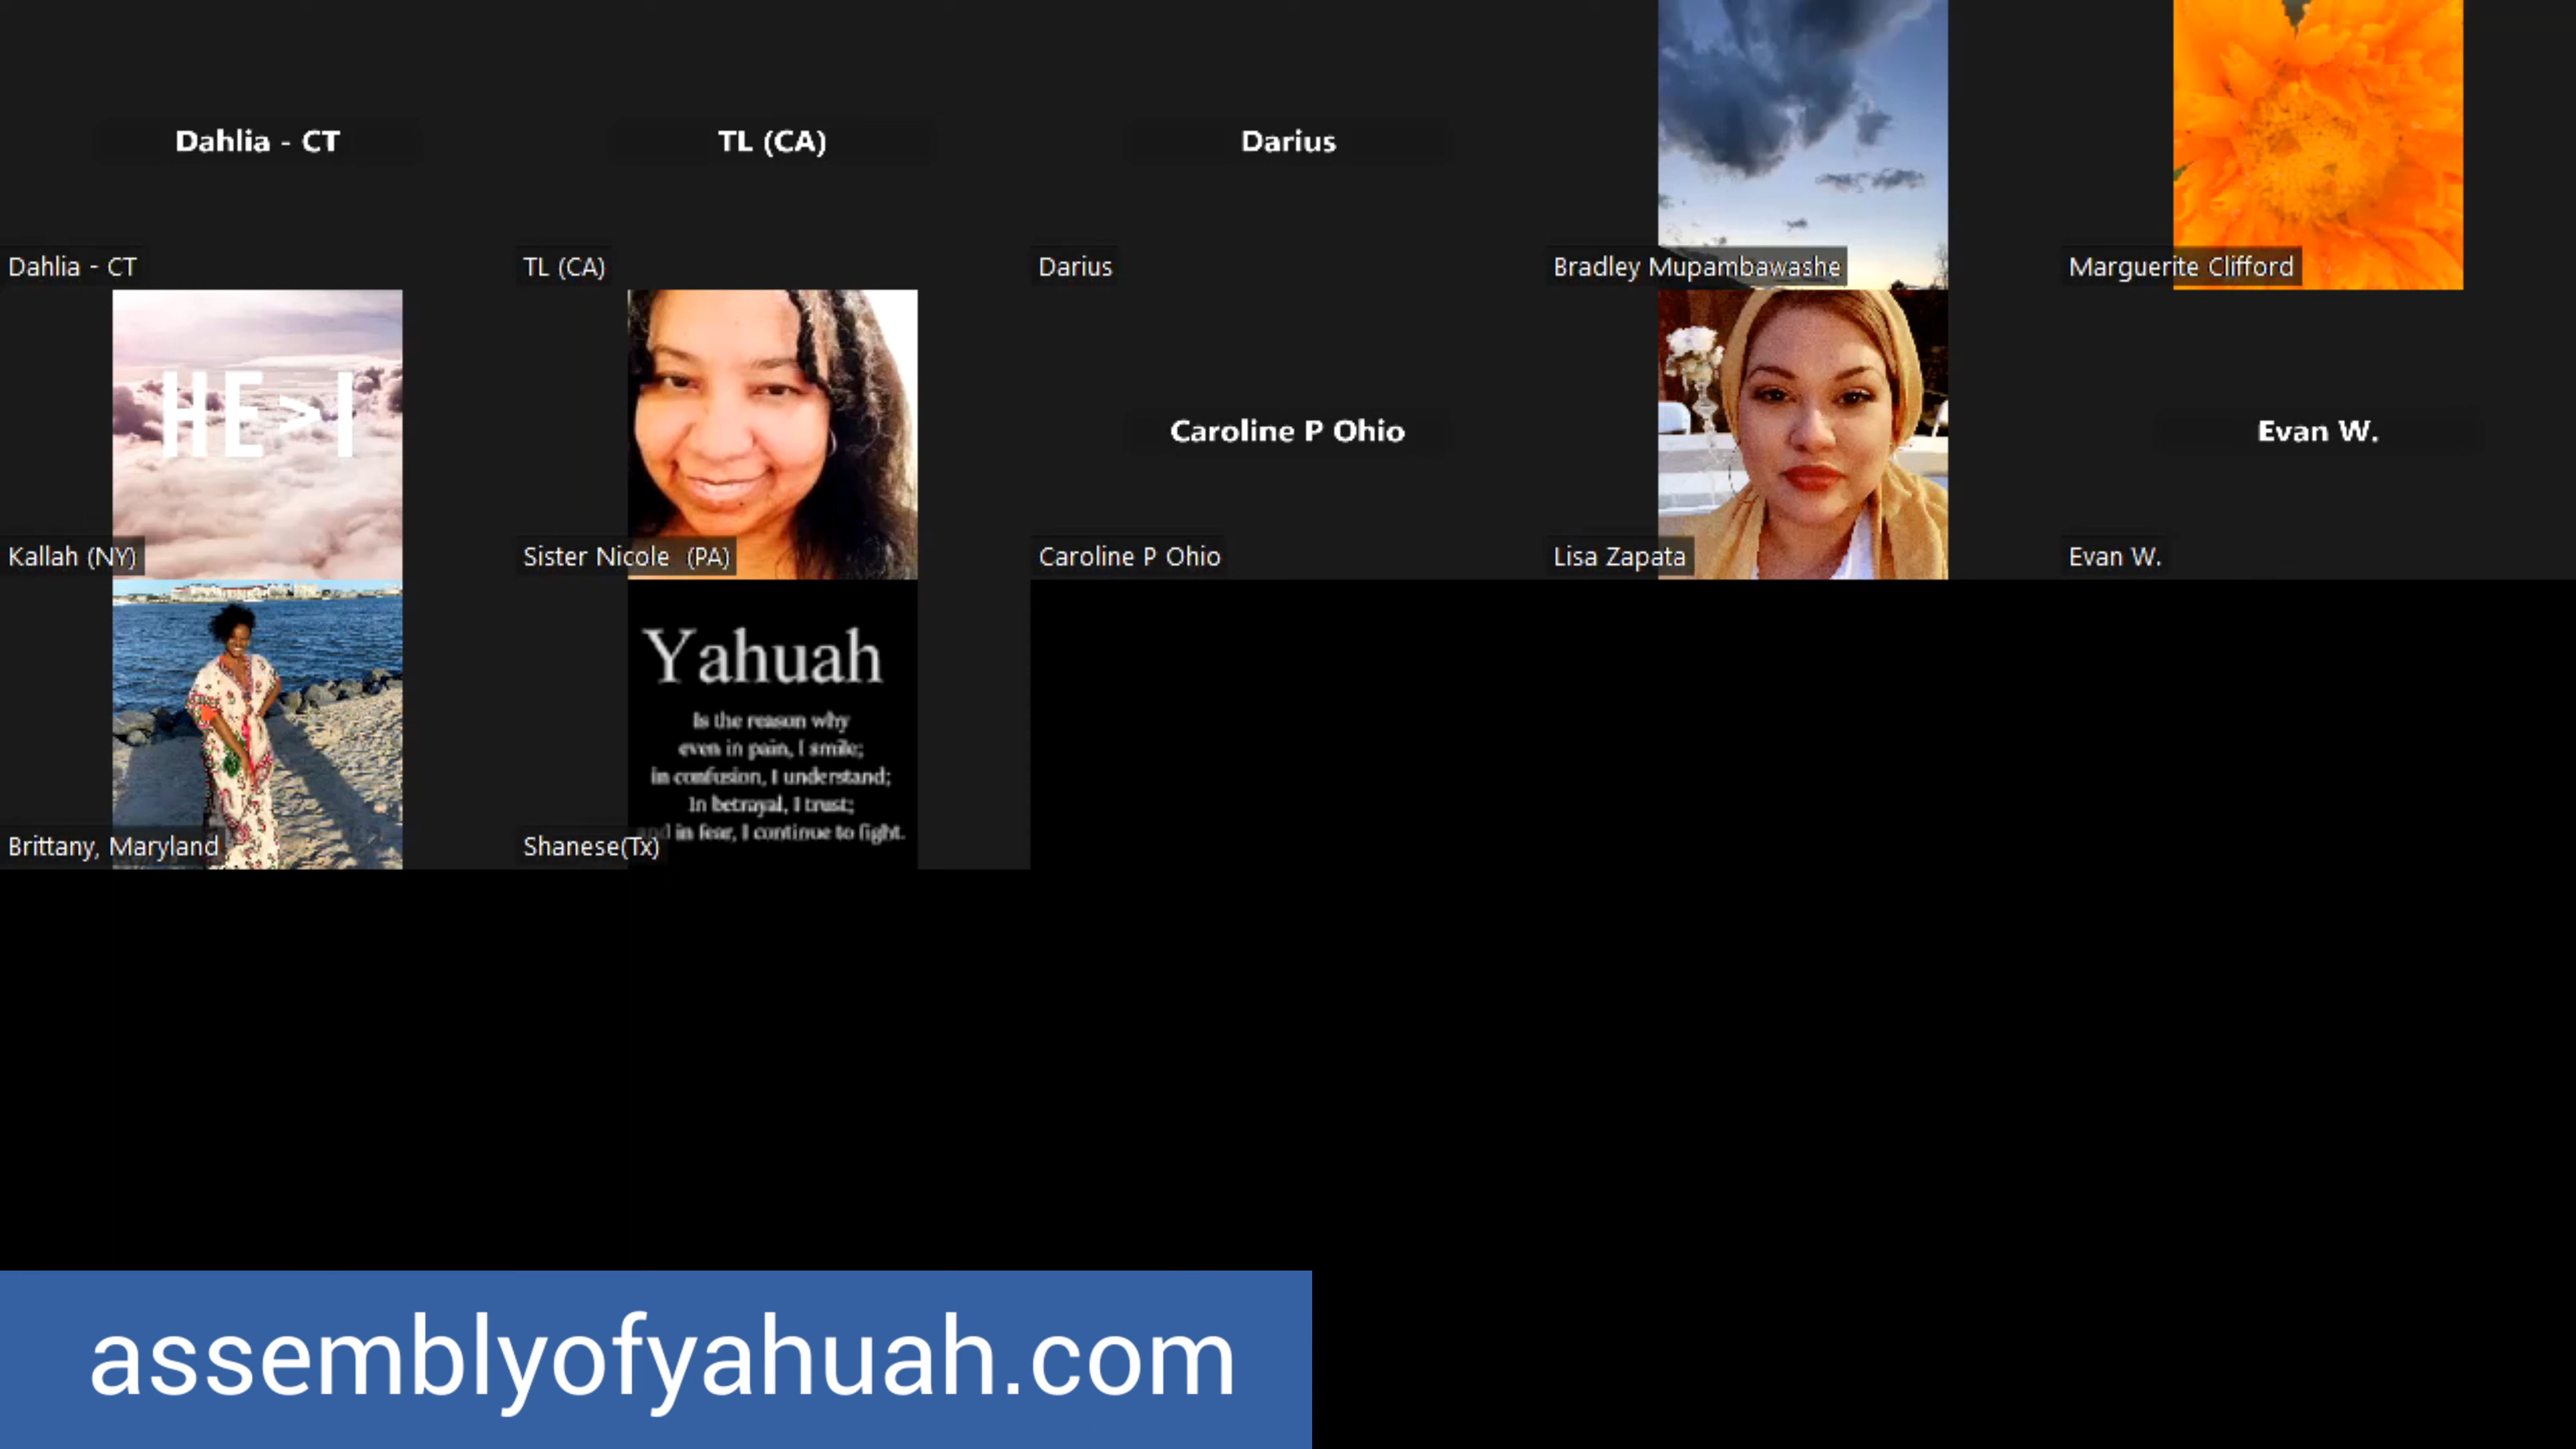 Dahlia - CT
TL (CA)
Darius
Dahlia - CT
TL (CA)
Darius
Bradley Mupambawashe
Marguerite Clifford
HE>I
Caroline P Ohio
Evan W.
Kallah (NY)
Sister Nicole (PA)
Caroline P Ohio
Lisa Zapata
Evan W.
Yahuah
Is the reason why
even in pain, I smile;
in confusion, I understand;
In betrayal, I trust;
and in fear, I continue to fight.
Brittany, Maryland
Shanese(Tx)
assemblyofyahuah.com